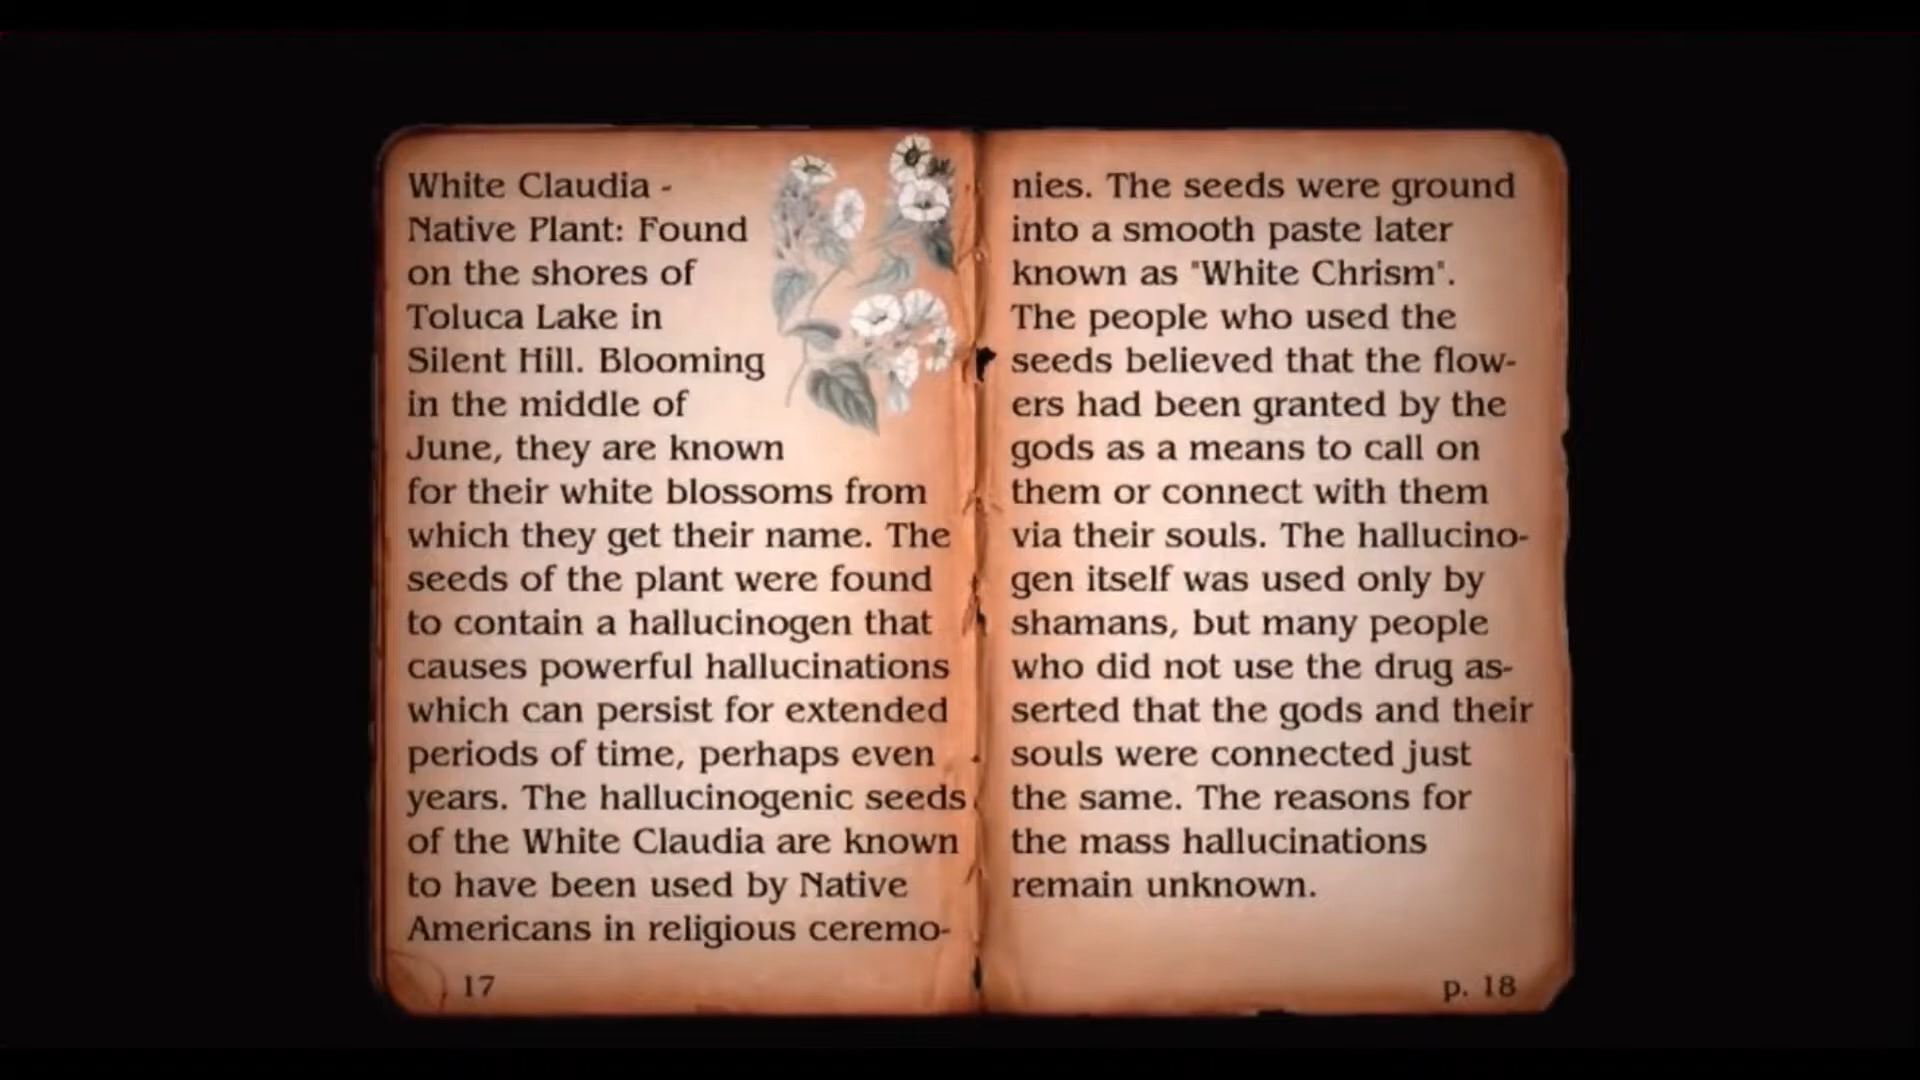 White Claudia -
Native Plant: Found
on the shores of
Toluca Lake in
Silent Hill. Blooming
in the middle of
June, they are known
for their white blossoms from
which they get their name. The
seeds of the plant were found
to contain a hallucinogen that
causes powerful hallucinations
which can persist for extended
periods of time, perhaps even
years. The hallucinogenic seeds
of the White Claudia are known
to have been used by Native
Americans in religious ceremo-
17
nies. The seeds were ground
into a smooth paste later
known as "White Chrism".
The people who used the
seeds believed that the flow-
ers had been granted by the
gods as a means to call on
them or connect with them
via their souls. The hallucino-
gen itself was used only by
shamans, but many people
who did not use the drug as-
serted that the gods and their
souls were connected just
the same. The reasons for
the mass hallucinations
remain unknown.
p. 18